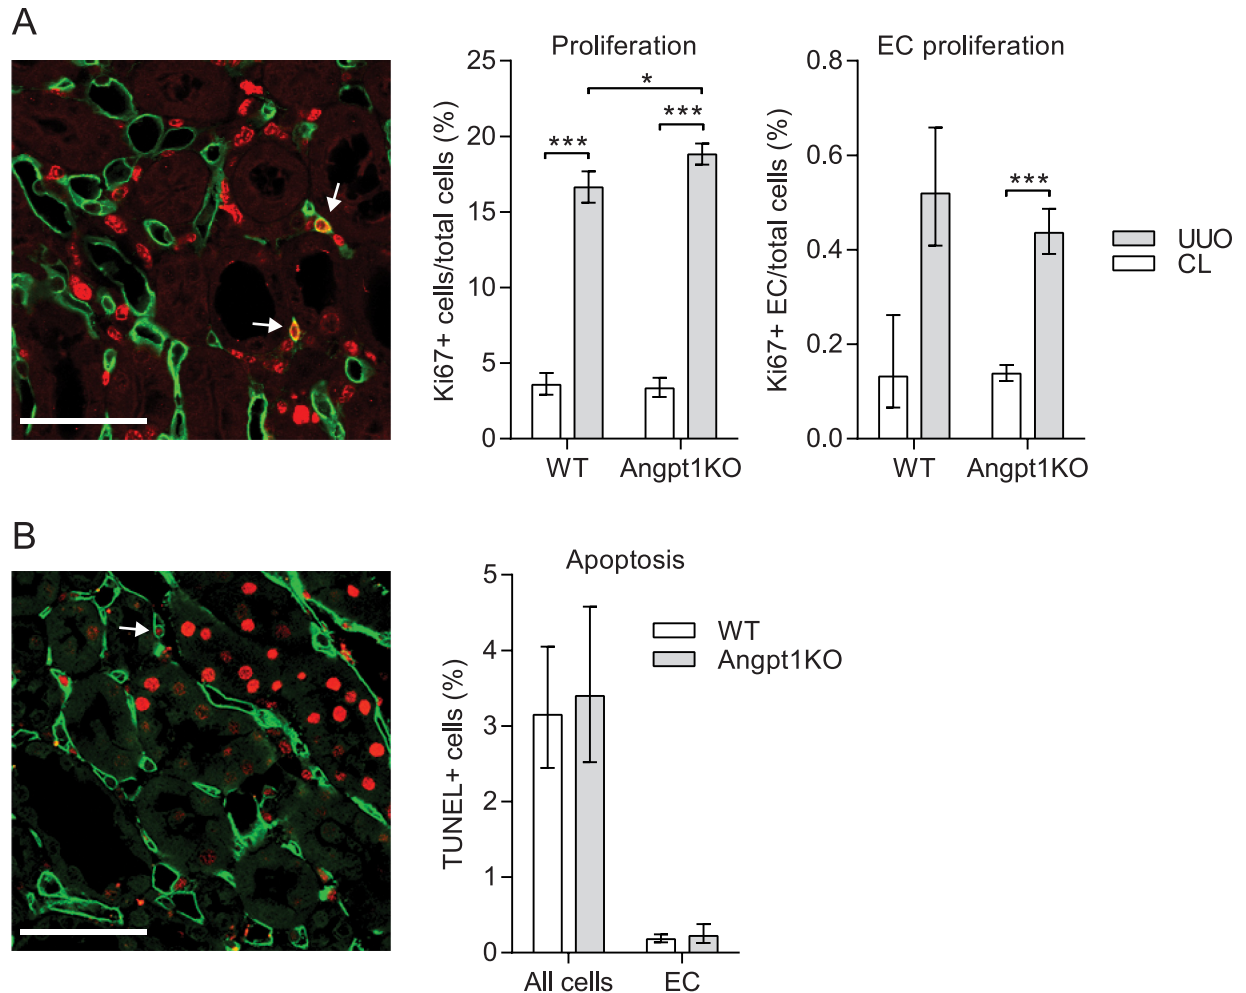 A
Proliferation
EC proliferation
Ki67+ cells/total cells (%)
25
20
15
10
5
0
*
***
***
WT
Angpt1KO
Ki67+ EC/total cells (%)
0.8
0.6
0.4
0.2
0.0
***
WT
Angpt1KO
UUO
CL
B
Apoptosis
TUNEL+ cells (%)
5
4
3
2
1
0
WT
Angpt1KO
All cells
EC